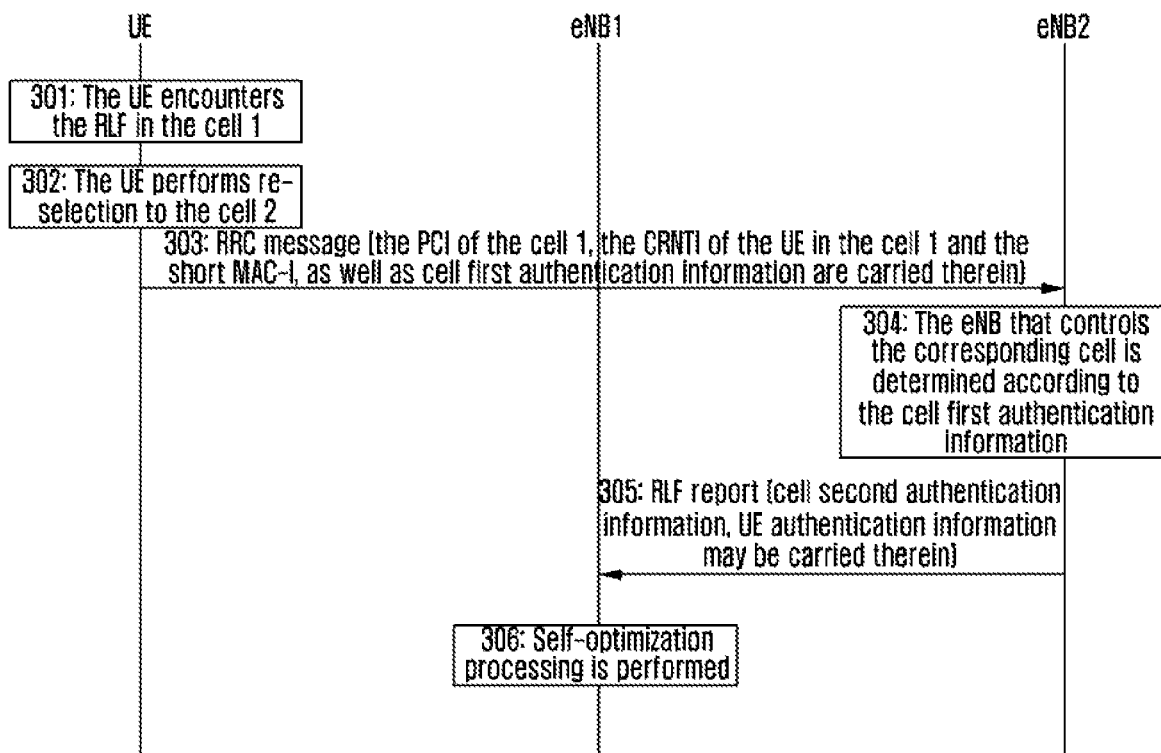 UE
eNB1
eNB2
301: The UE encounters
the RLF in the cell 1
302: The UE performs re-
selection to the cell 2
303: RRC message (the PCI of the cell 1, the CRNTI of the UE in the cell 1 and the
short MAC-I, as well as cell first authentication information are carried therein)
304: The eNB that controls
the corresponding cell is
determined according to
the cell first authentication
information
305: RLF report (cell second authentication
information, UE authentication information
may be carried therein)
306: Self-optimization
processing is performed